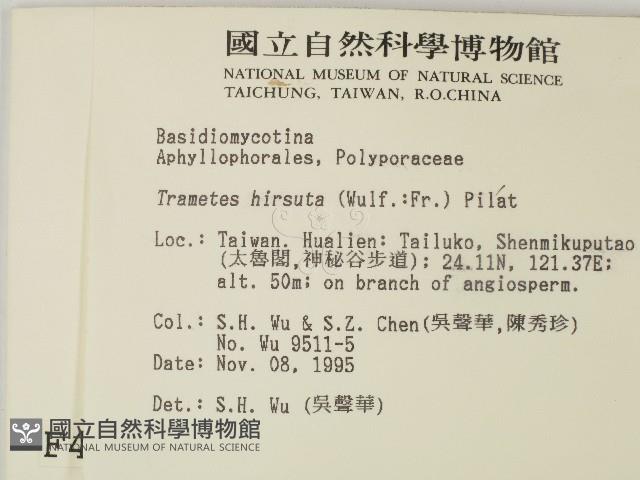 國立自然科學博物館
NATIONAL MUSEUM OF NATURAL SCIENCE
TAICHUNG, TAIWAN, R.O.CHINA
Basidiomycotina
Aphyllophorales, Polyporaceae
Trametes hirsuta (Wulf.:Fr.) Pilát
Loc.: Taiwan. Hualien: Tailuko, Shenmikuputao
(太魯閣,神秘谷步道); 24.11N, 121.37E;
alt. 50m; on branch of angiosperm.
Col.: S.H. Wu & S.Z. Chen(吳聲華,陳秀珍)
No. Wu 9511-5
Date: Nov. 08, 1995
Det.: S.H. Wu (吳聲華)
國立自然科學博物館
NATIONAL MUSEUM OF NATURAL SCIENCE
F4